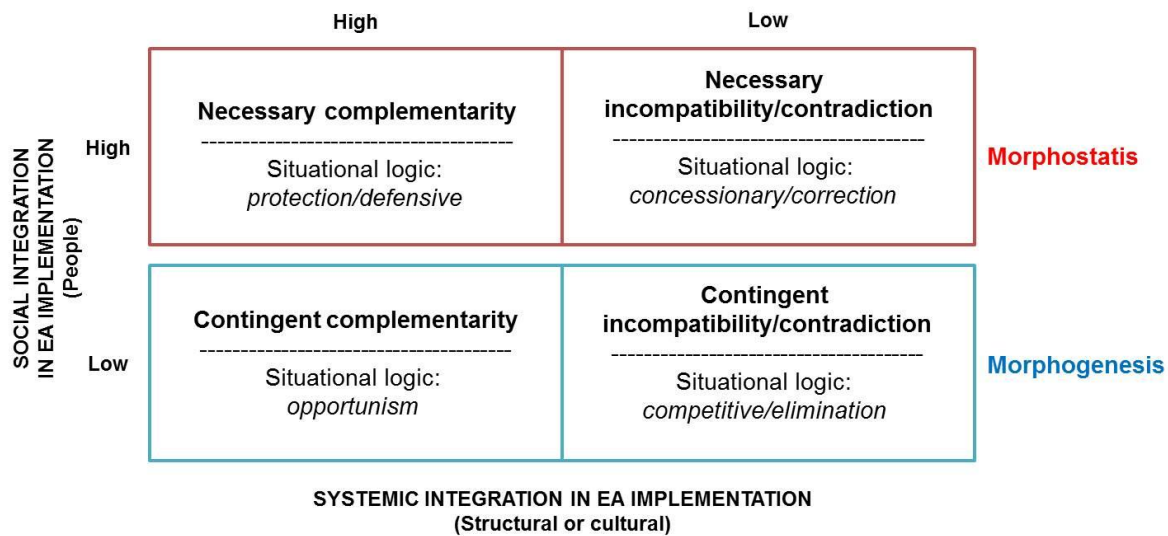 High
Low
Necessary complementarity
--------------------------------------
Situational logic:
protection/defensive
Necessary
incompatibility/contradiction
--------------------------------------
Situational logic:
concessionary/correction
High
Morphostatis
SOCIAL INTEGRATION
IN EA IMPLEMENTATION
(People)
Contingent complementarity
--------------------------------------
Situational logic:
opportunism
Contingent
incompatibility/contradiction
--------------------------------------
Situational logic:
competitive/elimination
Low
Morphogenesis
SYSTEMIC INTEGRATION IN EA IMPLEMENTATION
(Structural or cultural)